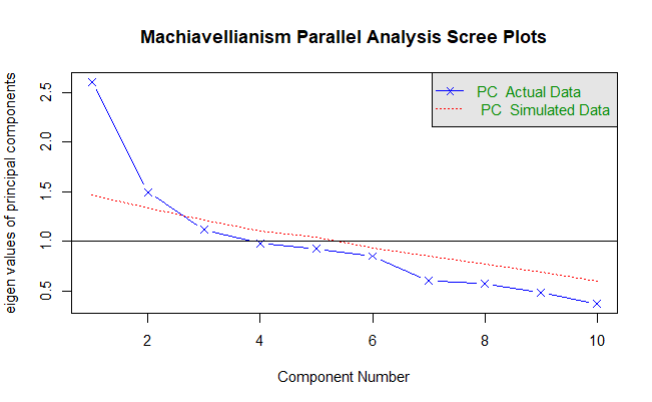 Machiavellianism Parallel Analysis Scree Plots
eigen values of principal components
2.5
2.0
1.5
1.0
0.5
PC Actual Data
PC Simulated Data
2 4 6 8 10
Component Number